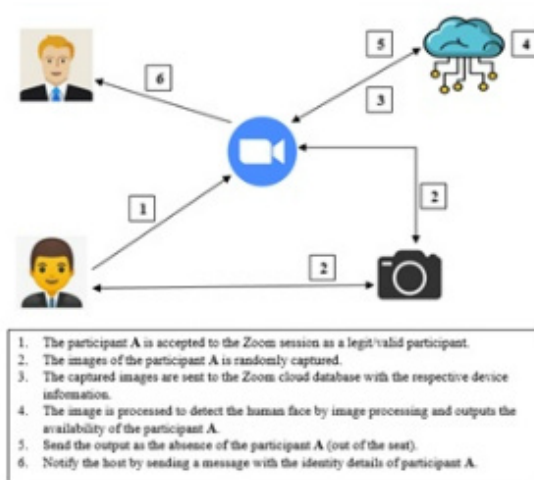 5
4
6
3
1
2
2
1. The participant A is accepted to the Zoom session as a legit/valid participant.
2. The images of the participant A is randomly captured.
3. The captured images are sent to the Zoom cloud database with the respective device
information.
4. The image is processed to detect the human face by image processing and outputs the
availability of the participant A.
5. Send the output as the absence of the participant A (out of the seat).
6. Notify the host by sending a message with the identity details of participant A.